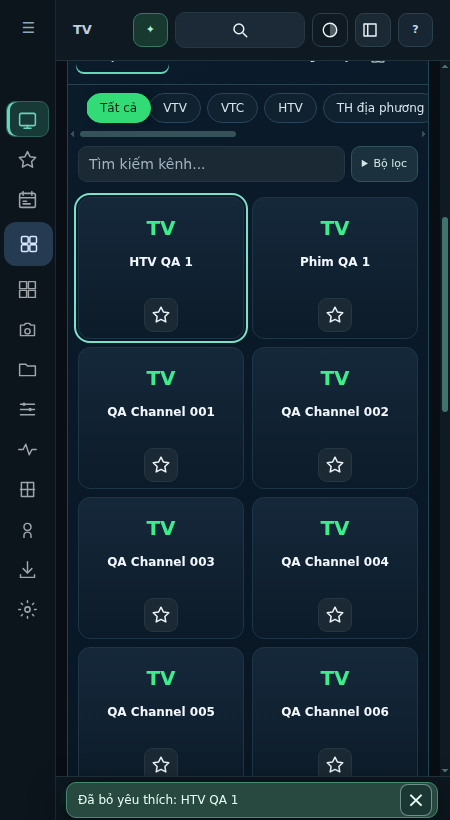 TV
?
Tất cả
VTV
VTC
HTV
TH địa phương
Tìm kiếm kênh...
Bộ lọc
TV
HTV QA 1
TV
Phim QA 1
TV
QA Channel 001
TV
QA Channel 002
TV
QA Channel 003
TV
QA Channel 004
TV
QA Channel 005
TV
QA Channel 006
Đã bỏ yêu thích: HTV QA 1